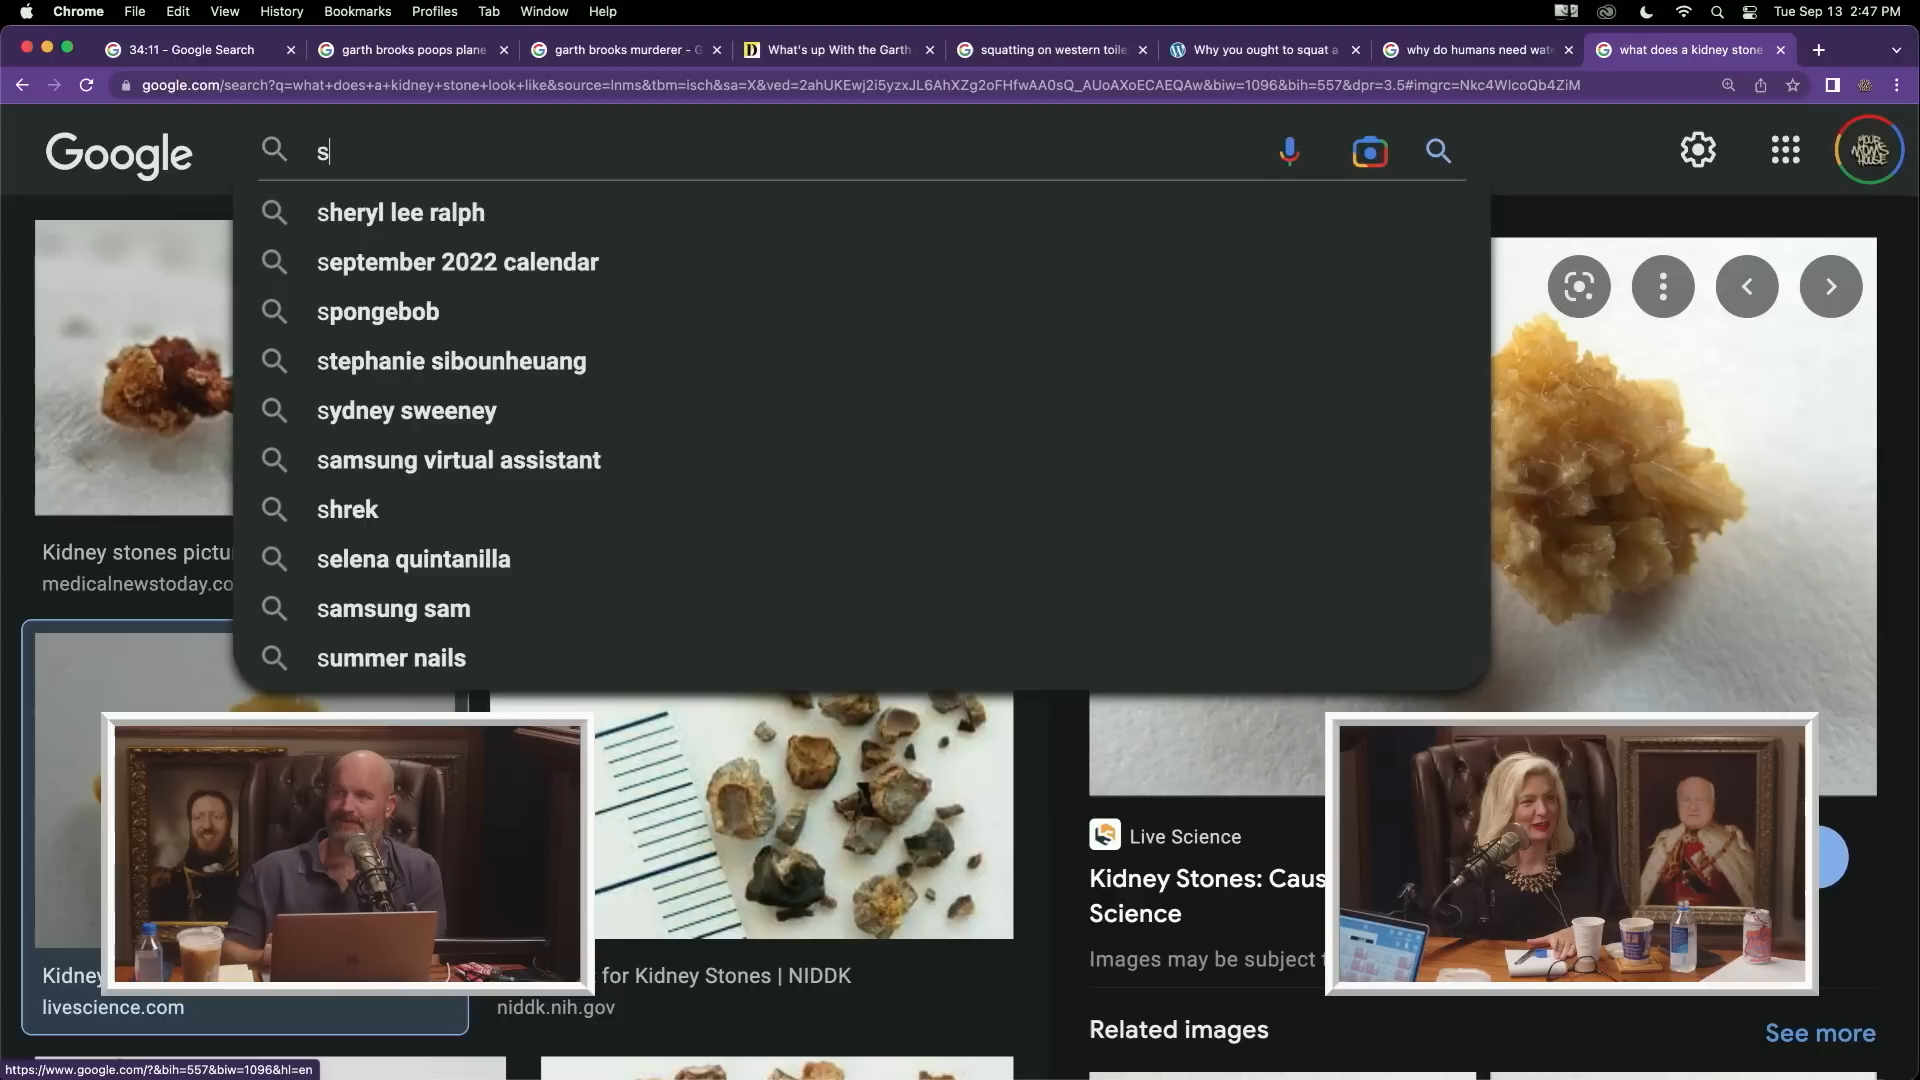 Chrome File Edit View History Bookmarks Profiles Tab Window Help Tue Sep 13 2:47 PM
34:11 - Google Search garth brooks poops plane garth brooks murderer - G What's up With the Garth squatting on western toile Why you ought to squat a why do humans need wate what does a kidney stone
google.com/search?q=what+does+a+kidney+stone+look+like&source=lnms&tbm=isch&sa=X&ved=2ahUKEwj2i5yzxJL6AhXZg2oFHfwAA0sQ_AUoAXoECAEQAw&biw=1096&bih=557&dpr=3.5#imgrc=Nkc4WlcoQb4ZiM
Google
s
YOUR MOM'S HOUSE
sheryl lee ralph
september 2022 calendar
spongebob
stephanie sibounheuang
sydney sweeney
samsung virtual assistant
shrek
selena quintanilla
samsung sam
summer nails
Kidney stones pictu
medicalnewstoday.co
Kidney
livescience.com
for Kidney Stones | NIDDK
niddk.nih.gov
Live Science
Kidney Stones: Caus
Science
Images may be subject t
Related images
See more
https://www.google.com/?&bih=557&biw=1096&hl=en